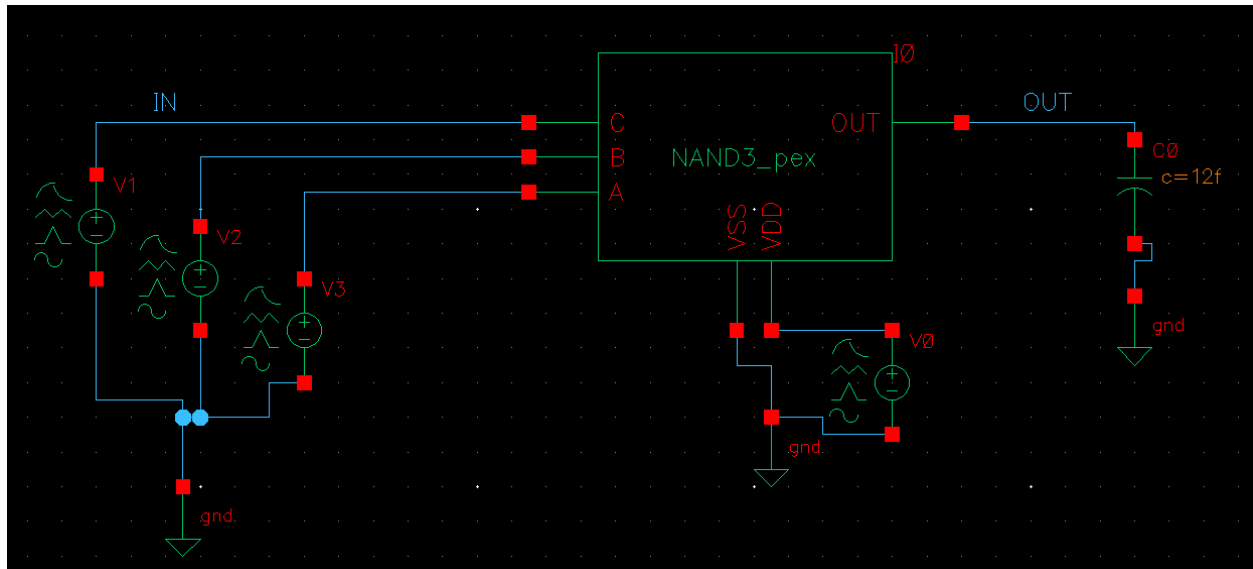 I0
IN
OUT
C
OUT
C0
B
NAND3_pex
c=12f
V1
A
V2
VSS
VDD
V3
gnd
V0
gnd
gnd